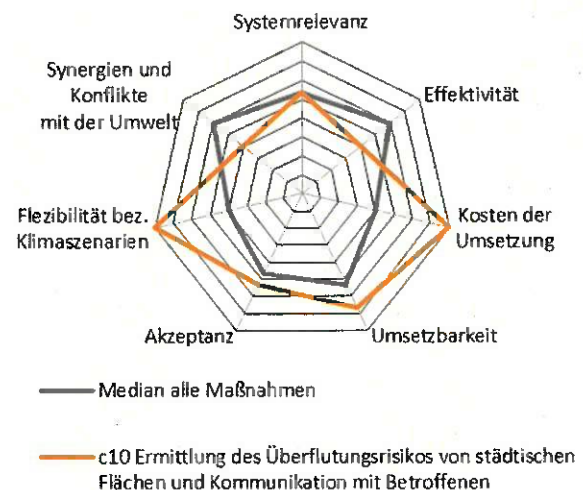 Systemrelevanz
Synergien und
Konflikte
mit der Umwelt
Effektivität
Flezibilität bez.
Klimaszenarien
Kosten der
Umsetzung
Akzeptanz
Umsetzbarkeit
Median alle Maßnahmen
c10 Ermittlung des Überflutungsrisikos von städtischen
Flächen und Kommunikation mit Betroffenen